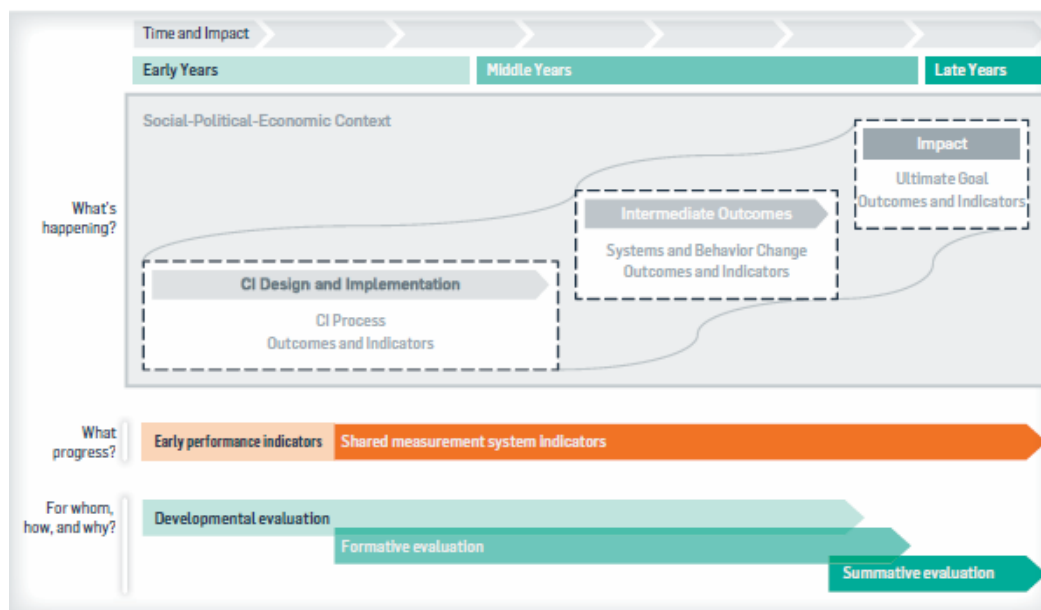 Time and Impact
Early Years
Middle Years
Late Years
Social-Political-Economic Context
What's
happening?
Impact
Ultimate Goal
Outcomes and Indicators
Intermediate Outcomes
Systems and Behavior Change
Outcomes and Indicators
CI Design and Implementation
CI Process
Outcomes and Indicators
What
progress?
Early performance indicators
Shared measurement system indicators
For whom,
how, and why?
Developmental evaluation
Formative evaluation
Summative evaluation